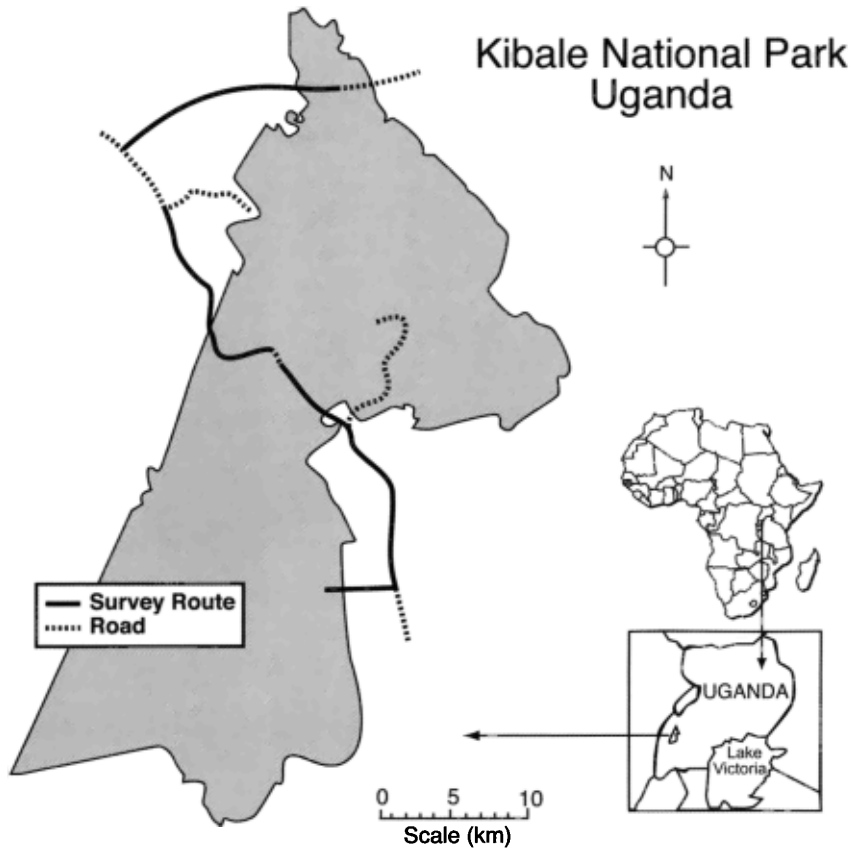 Kibale National Park
Uganda
N
Survey Route
Road
UGANDA
Lake
Victoria
0 5 10
Scale (km)